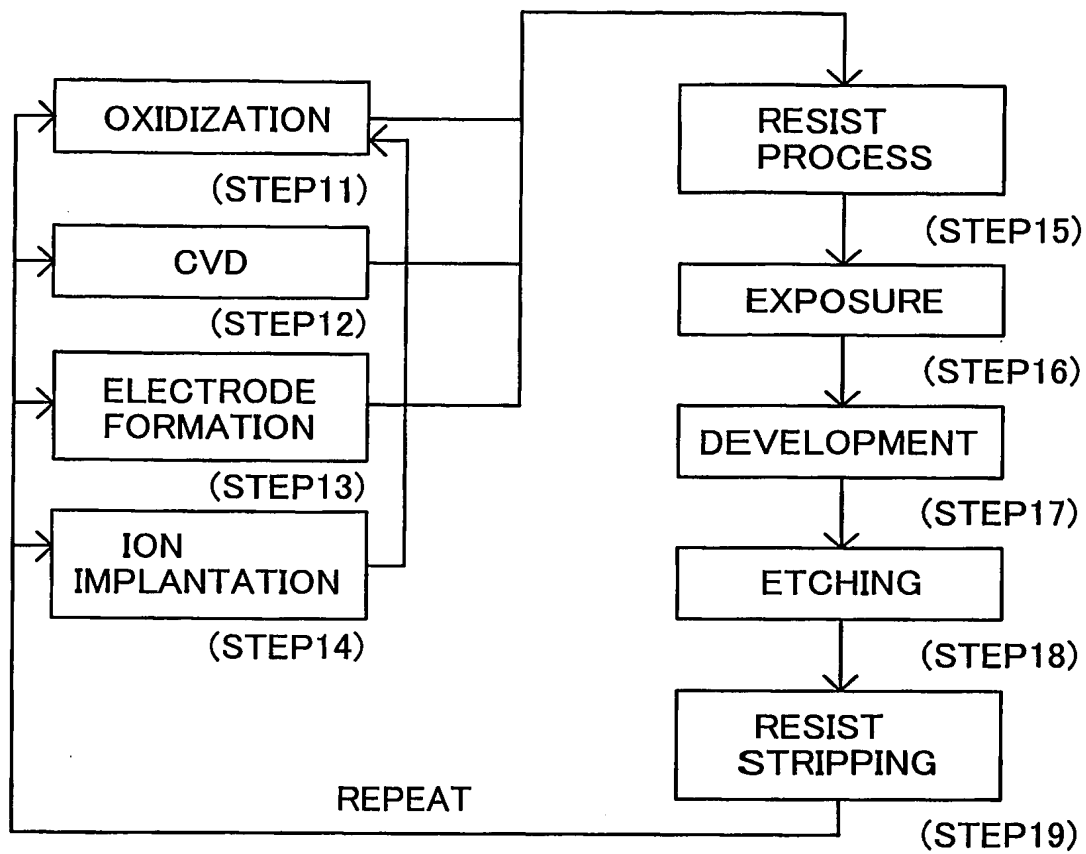 OXIDIZATION
(STEP11)
CVD
(STEP12)
ELECTRODE
FORMATION
(STEP13)
ION
IMPLANTATION
(STEP14)
RESIST
PROCESS
(STEP15)
EXPOSURE
(STEP16)
DEVELOPMENT
(STEP17)
ETCHING
(STEP18)
RESIST
STRIPPING
(STEP19)
REPEAT